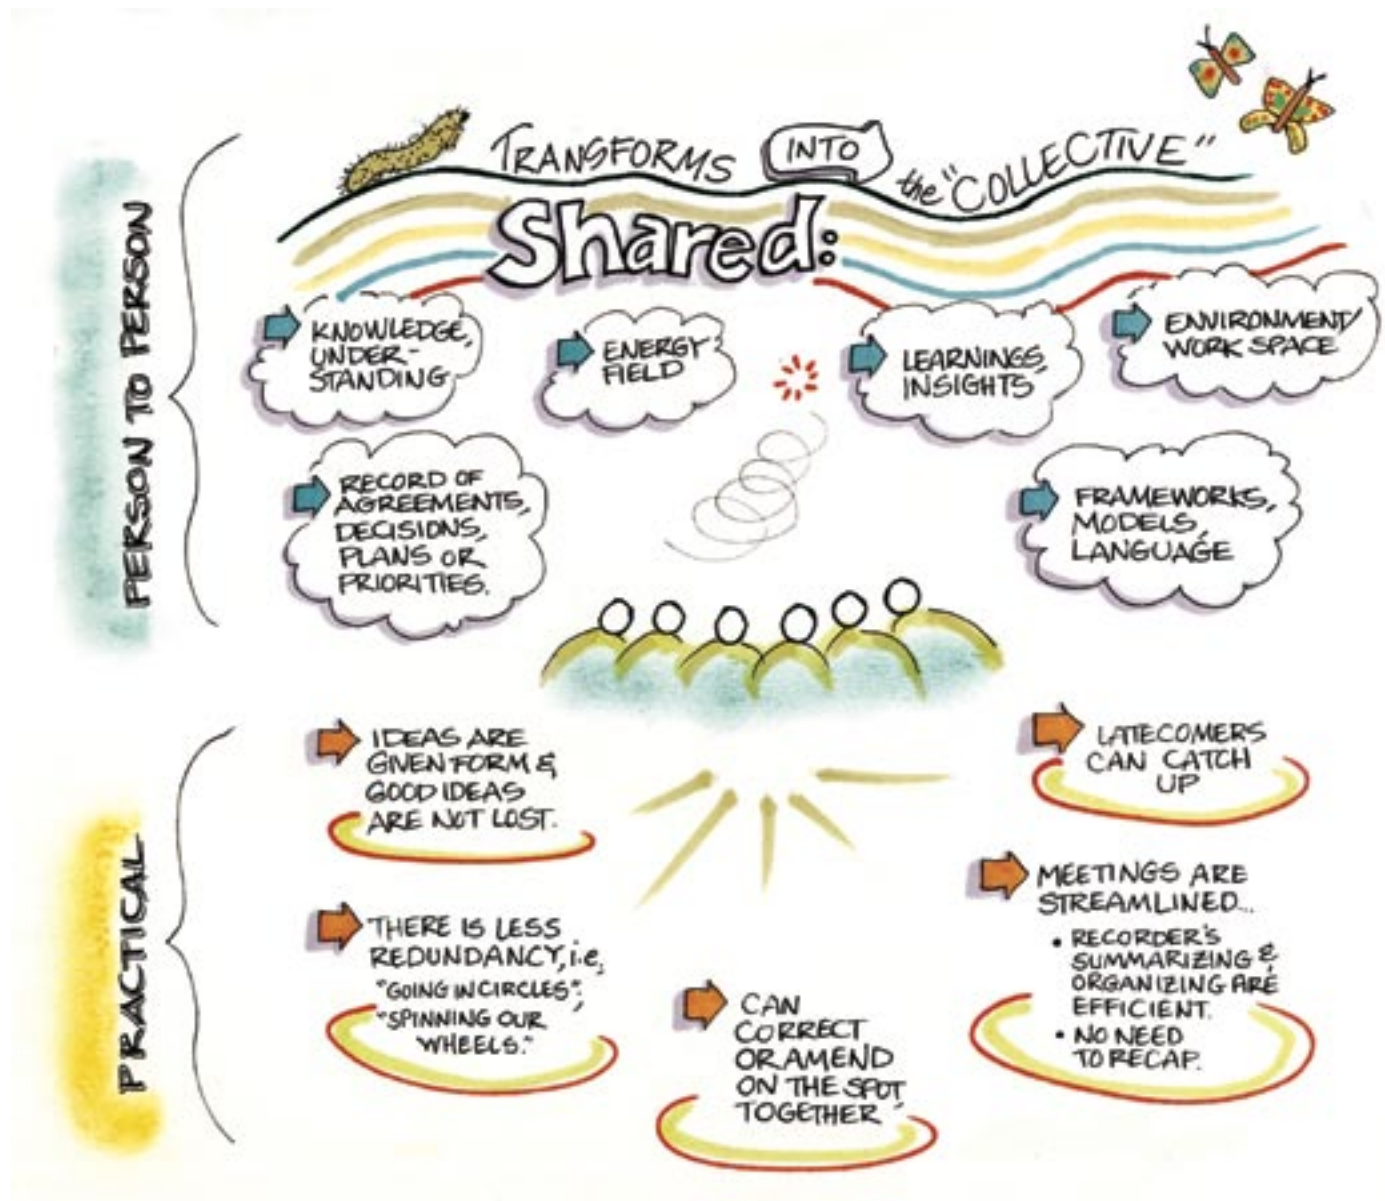 TRANSFORMS INTO the "COLLECTIVE"
Shared:
PERSON TO PERSON
KNOWLEDGE,
UNDER-
STANDING
ENERGY
FIELD
LEARNINGS,
INSIGHTS
ENVIRONMENT/
WORK SPACE
RECORD OF
AGREEMENTS,
DECISIONS,
PLANS OR
PRIORITIES.
FRAMEWORKS,
MODELS,
LANGUAGE
PRACTICAL
IDEAS ARE
GIVEN FORM &
GOOD IDEAS
ARE NOT LOST.
LATECOMERS
CAN CATCH
UP
THERE IS LESS
REDUNDANCY, i.e,
"GOING IN CIRCLES",
"SPINNING OUR
WHEELS."
CAN
CORRECT
OR AMEND
ON THE SPOT
TOGETHER
MEETINGS ARE
STREAMLINED...
• RECORDER'S
SUMMARIZING &
ORGANIZING ARE
EFFICIENT.
• NO NEED
TO RECAP.